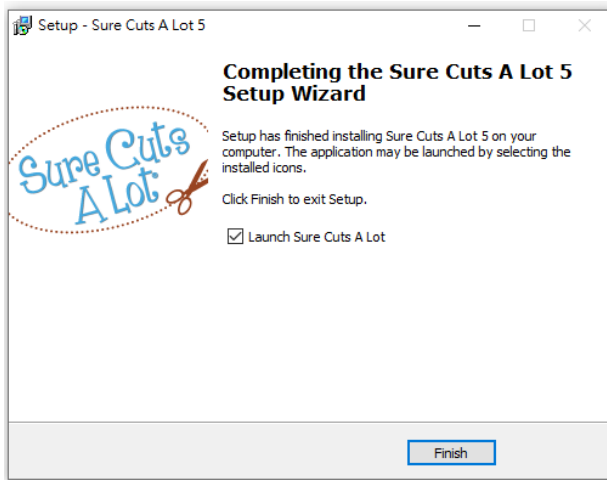 Setup - Sure Cuts A Lot 5
Completing the Sure Cuts A Lot 5
Setup Wizard
Sure Cuts
A Lot
Setup has finished installing Sure Cuts A Lot 5 on your
computer. The application may be launched by selecting the
installed icons.
Click Finish to exit Setup.
Launch Sure Cuts A Lot
Finish